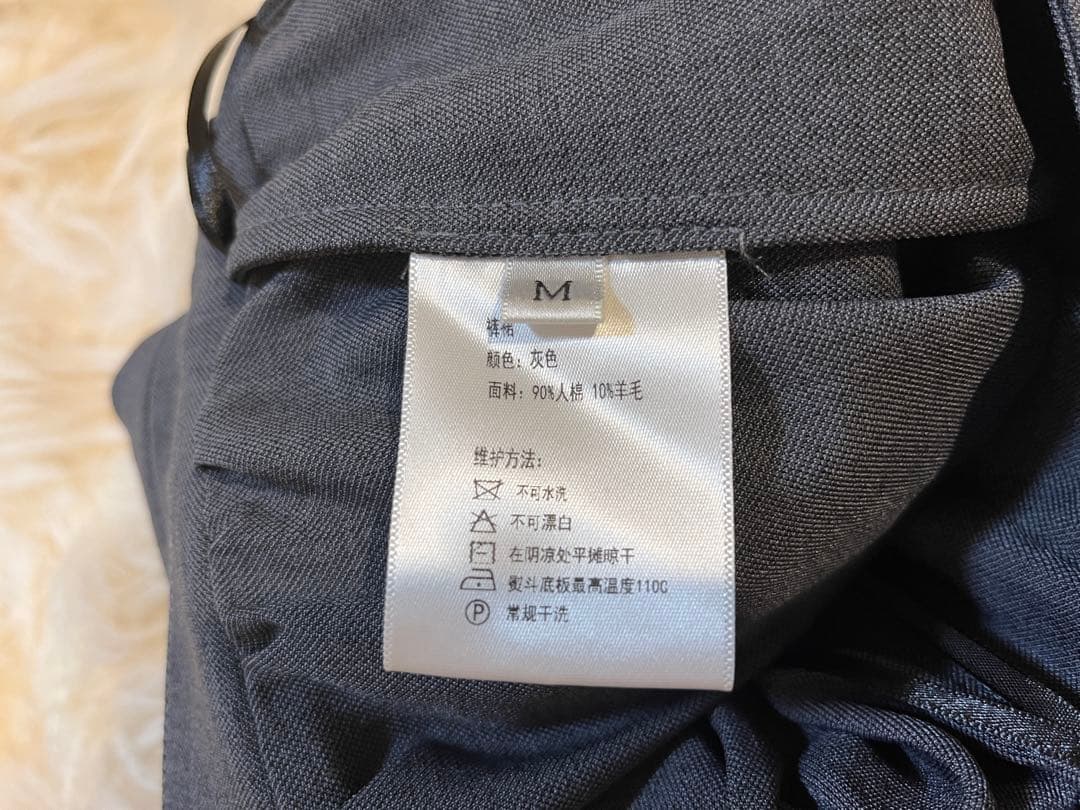 M
裤裙
颜色：灰色
面料：90%人棉 10%羊毛
维护方法：
不可水洗
不可漂白
在阴凉处平摊晾干
熨斗底板最高温度110C
P 常规干洗